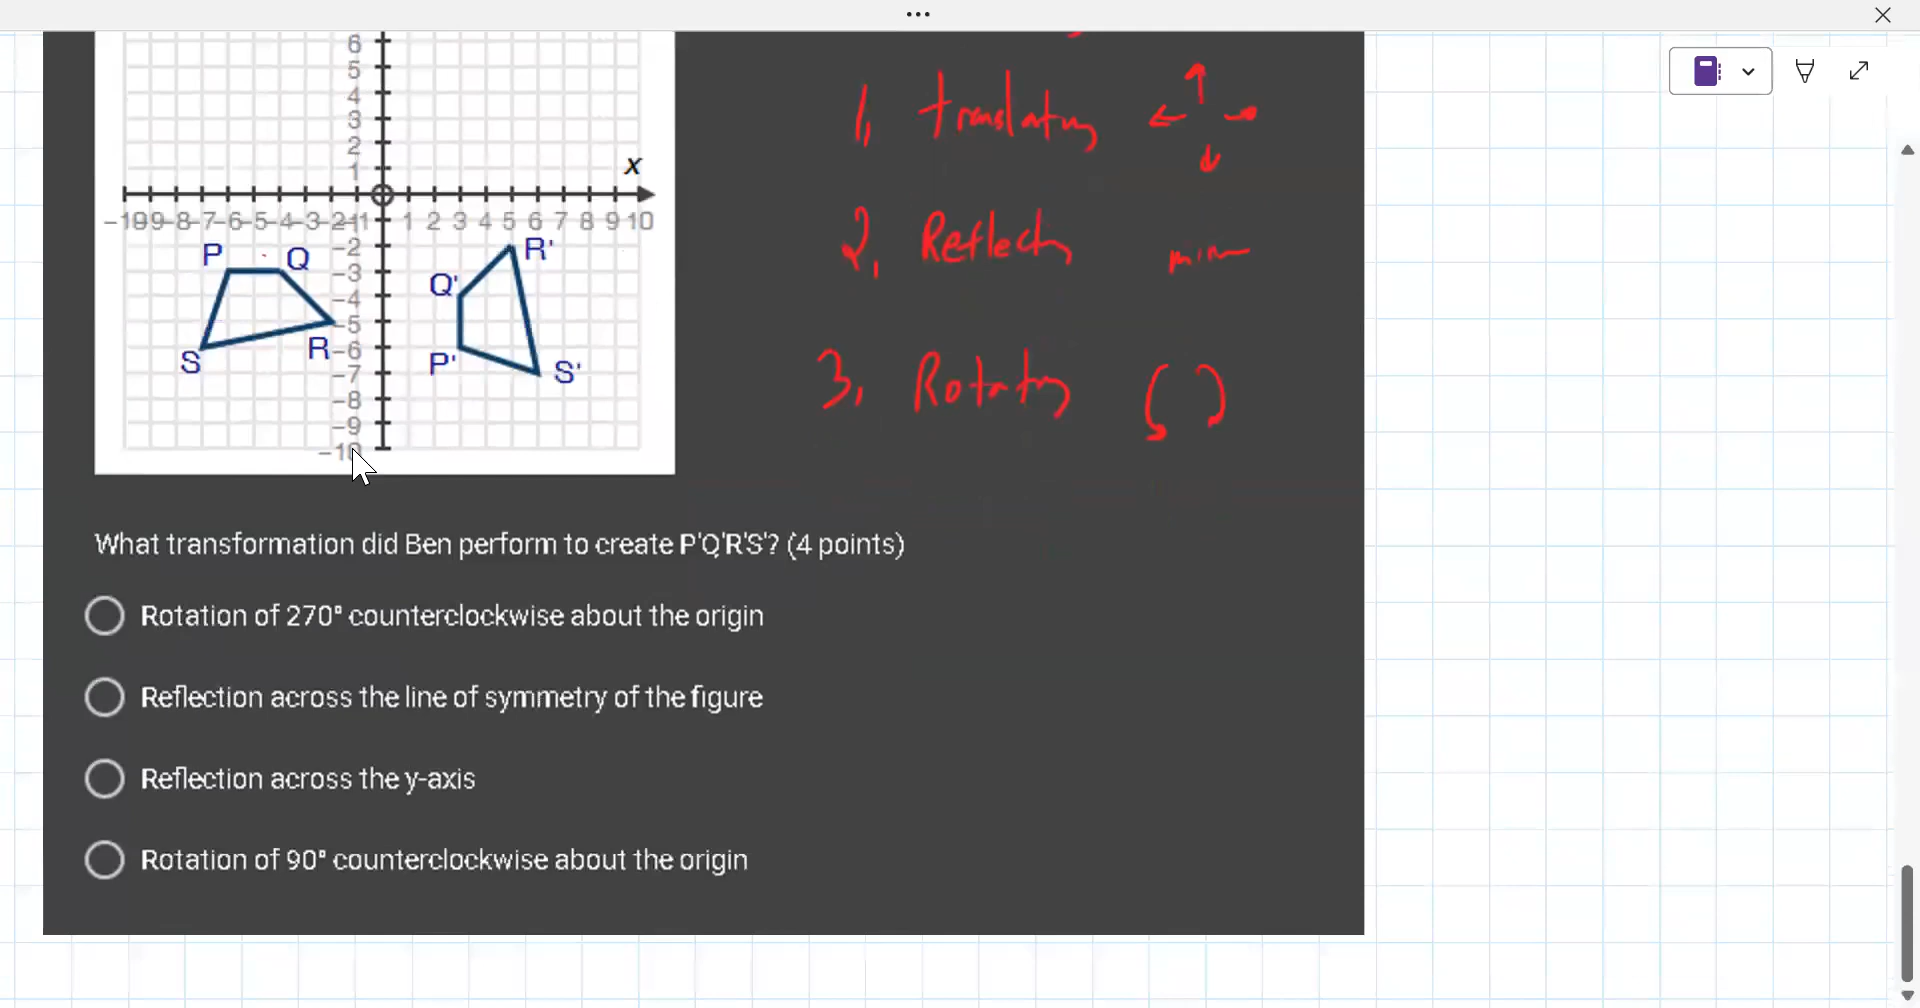 6
5
4
3
2
1
x
-10 -9 -8 -7 -6 -5 -4 -3 -2 -1 1 2 3 4 5 6 7 8 9 10
P Q -2 R'
-3
Q'
-4
-5
S R -6 P' S'
-7
-8
-9
-10
1, translating
2, Reflecting
3, Rotating
What transformation did Ben perform to create P'Q'R'S'? (4 points)
Rotation of 270° counterclockwise about the origin
Reflection across the line of symmetry of the figure
Reflection across the y-axis
Rotation of 90° counterclockwise about the origin